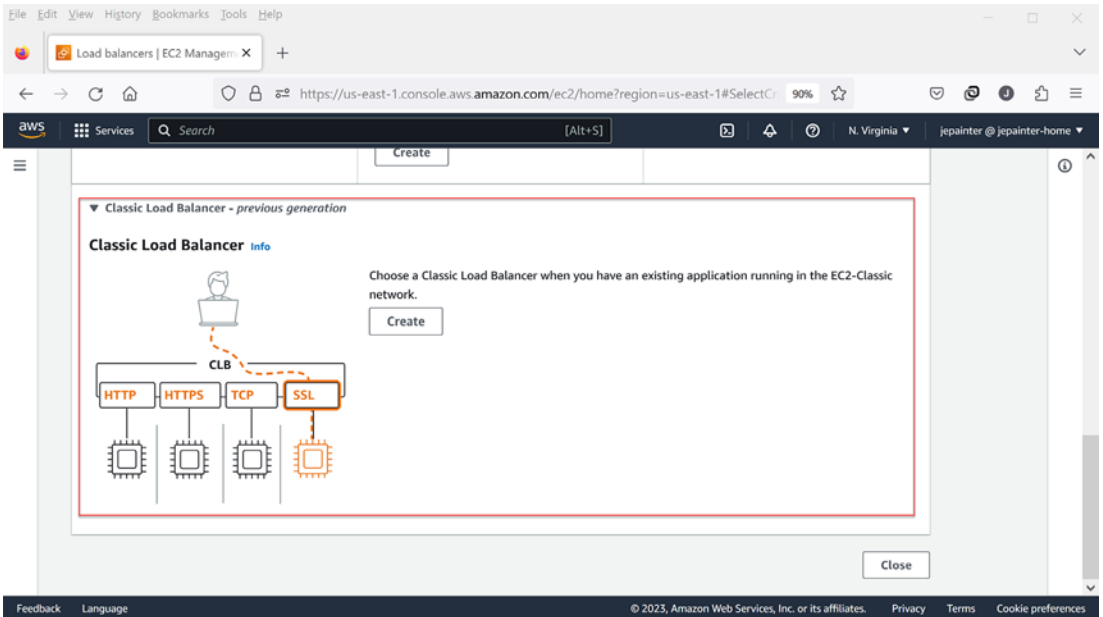 File Edit View History Bookmarks Tools Help
Load balancers | EC2 Managem
https://us-east-1.console.aws.amazon.com/ec2/home?region=us-east-1#SelectCr 90%
aws Services Search [Alt+S] N. Virginia ▼ jepainter @ jepainter-home ▼
Create
▼ Classic Load Balancer - previous generation
Classic Load Balancer Info
Choose a Classic Load Balancer when you have an existing application running in the EC2-Classic
network.
Create
CLB
HTTP HTTPS TCP SSL
Close
Feedback Language © 2023, Amazon Web Services, Inc. or its affiliates. Privacy Terms Cookie preferences